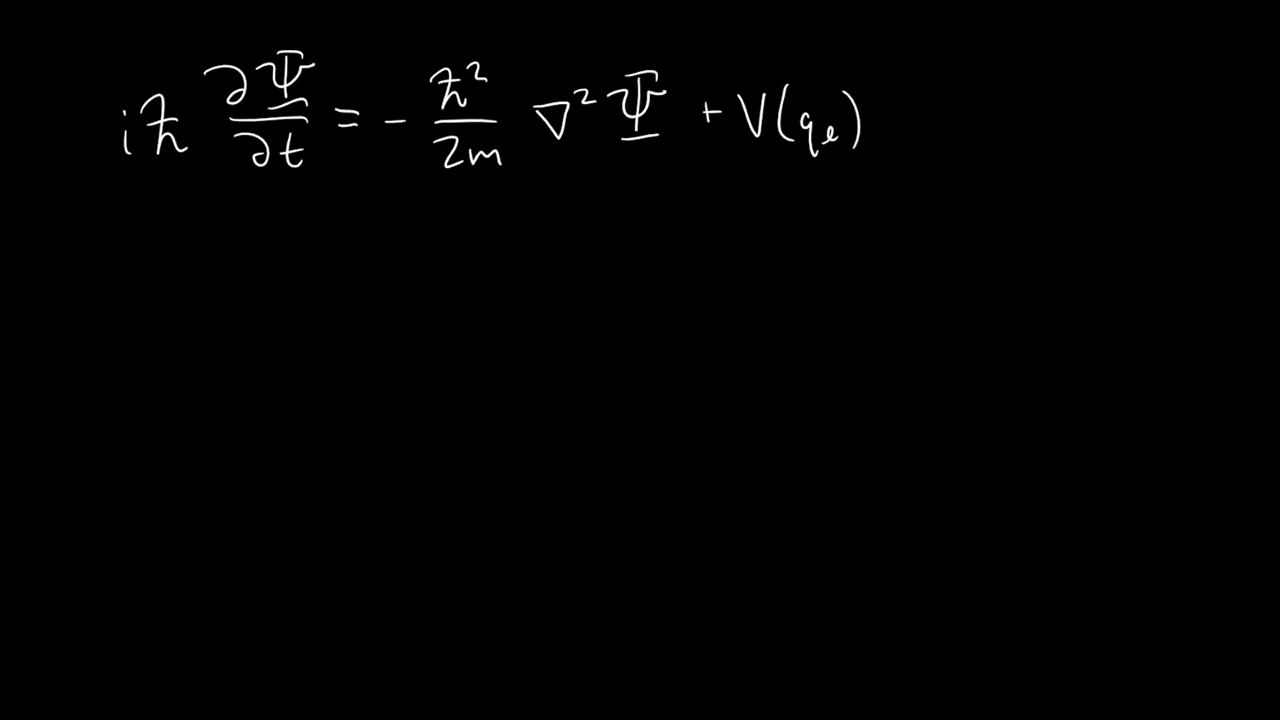 iħ ∂Ψ/∂t = - ħ²/2m ∇²Ψ + V(qₑ)